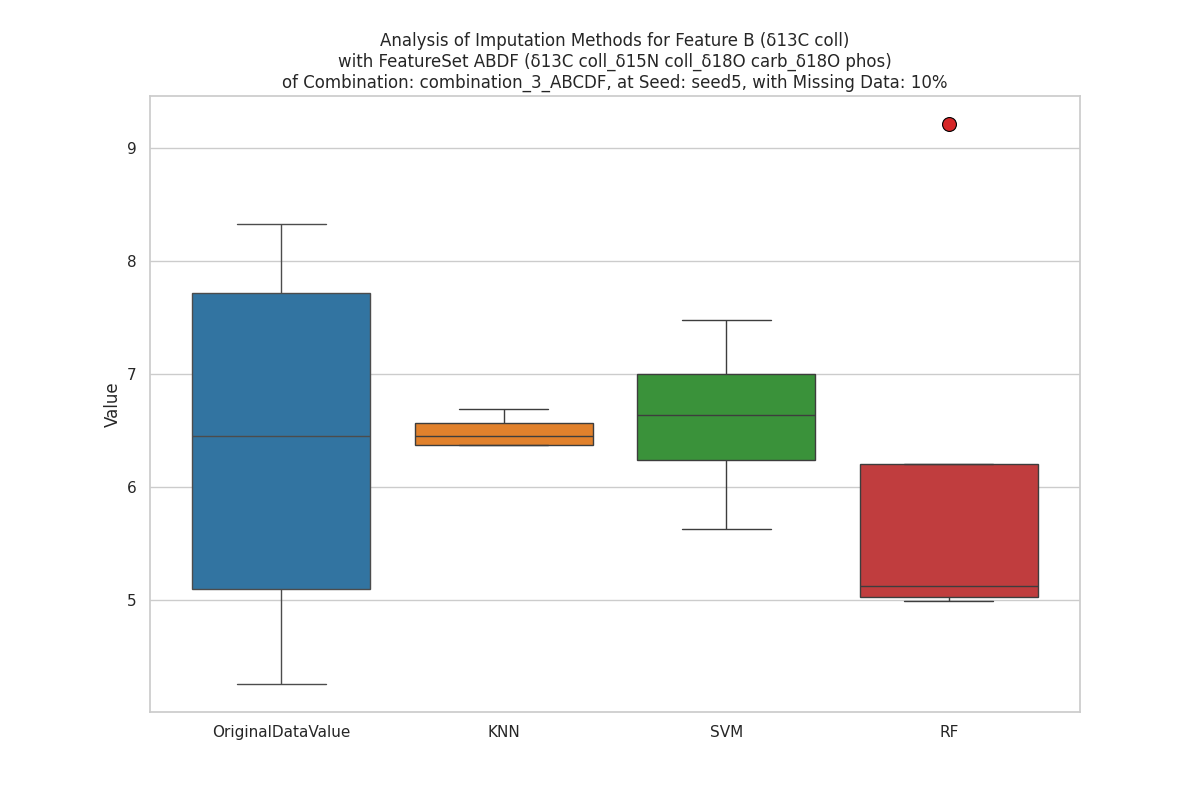 Analysis of Imputation Methods for Feature B (δ13C coll)
with FeatureSet ABDF (δ13C coll_δ15N coll_δ18O carb_δ18O phos)
of Combination: combination_3_ABCDF, at Seed: seed5, with Missing Data: 10%
9
8
7
6
5
Value
OriginalDataValue
KNN
SVM
RF